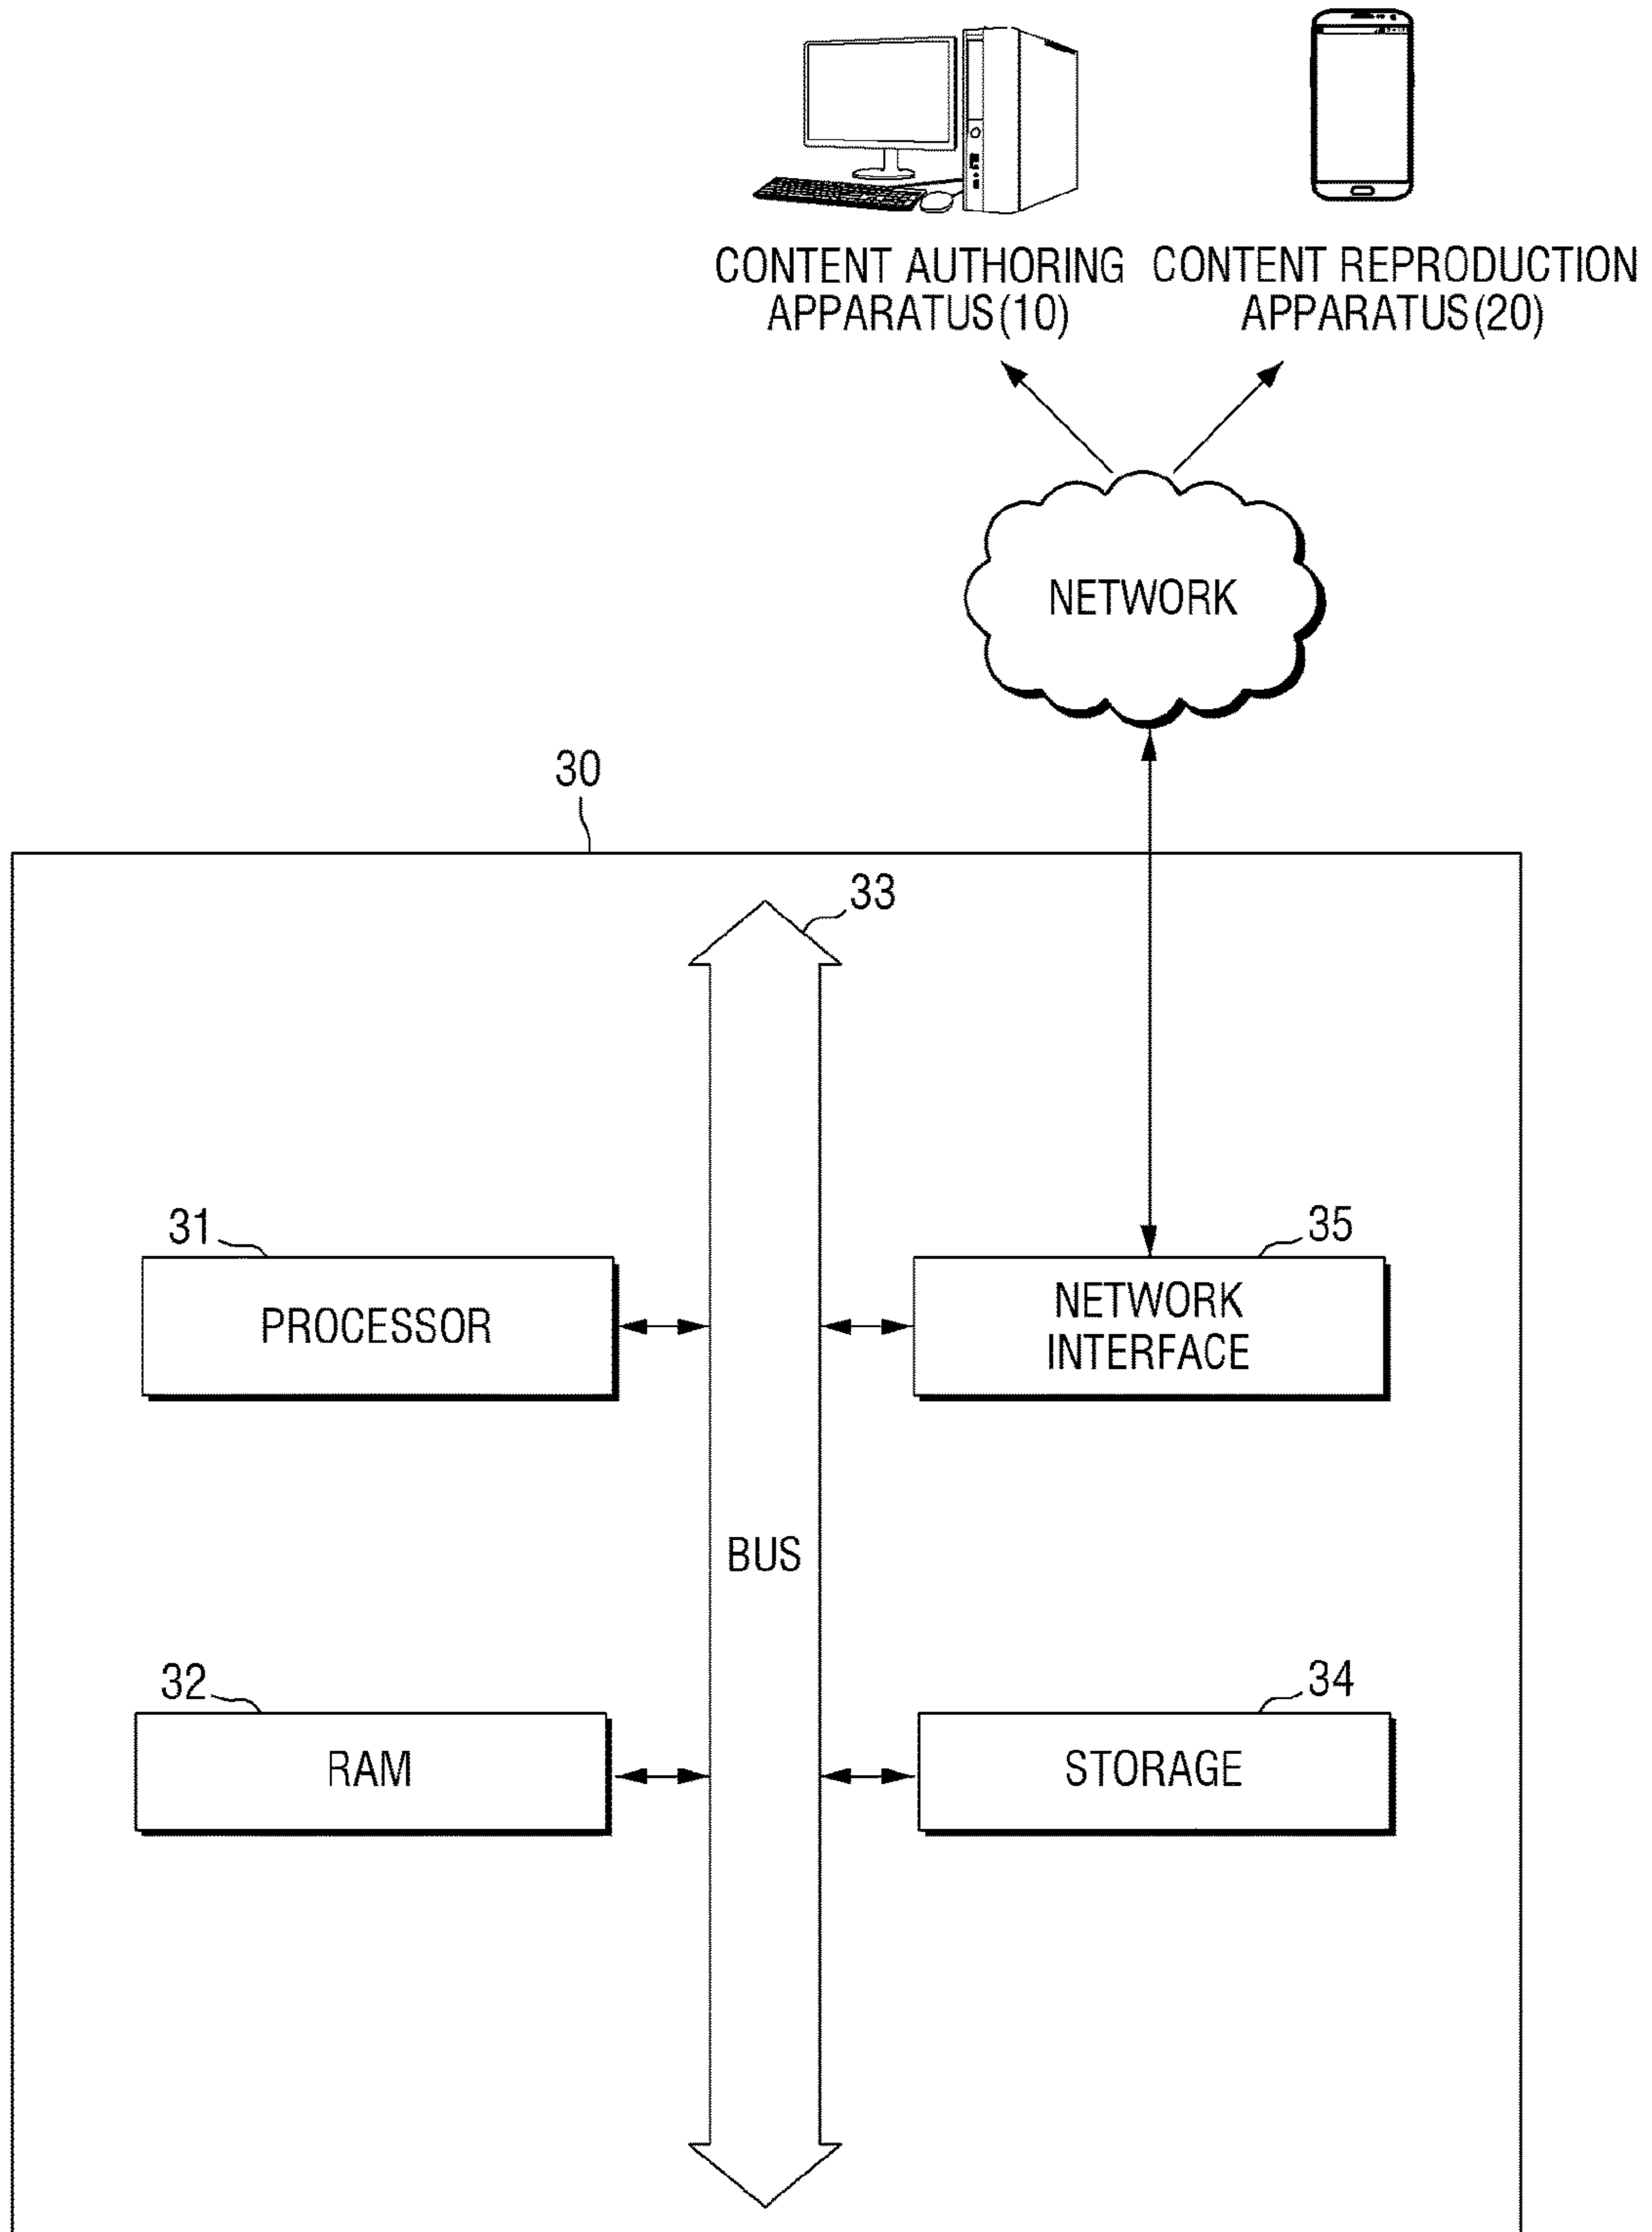 CONTENT AUTHORING
APPARATUS(10)
CONTENT REPRODUCTION
APPARATUS(20)
NETWORK
30
33
31
35
PROCESSOR
NETWORK
INTERFACE
BUS
32
34
RAM
STORAGE